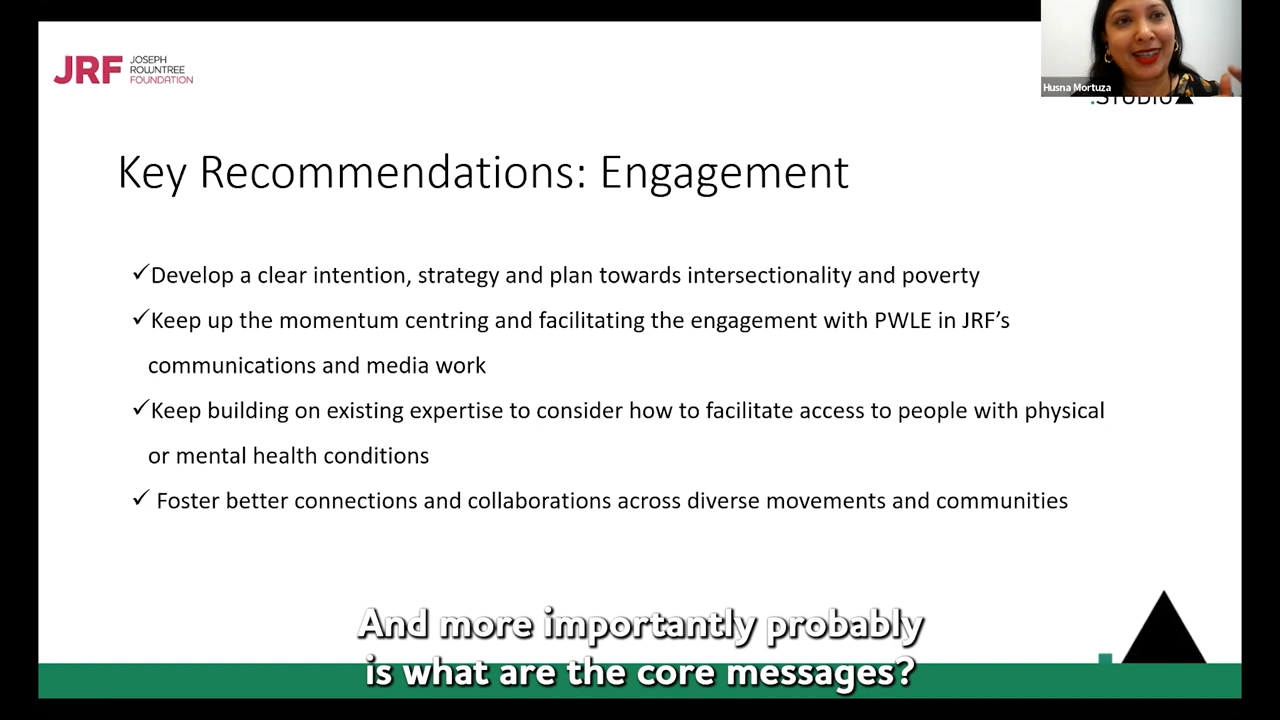 JRF
JOSEPH
ROWNTREE
FOUNDATION
Husna Mortuza
.STUDIO
Key Recommendations: Engagement
✓Develop a clear intention, strategy and plan towards intersectionality and poverty
✓Keep up the momentum centring and facilitating the engagement with PWLE in JRF’s
communications and media work
✓Keep building on existing expertise to consider how to facilitate access to people with physical
or mental health conditions
✓ Foster better connections and collaborations across diverse movements and communities
And more importantly probably
is what are the core messages?